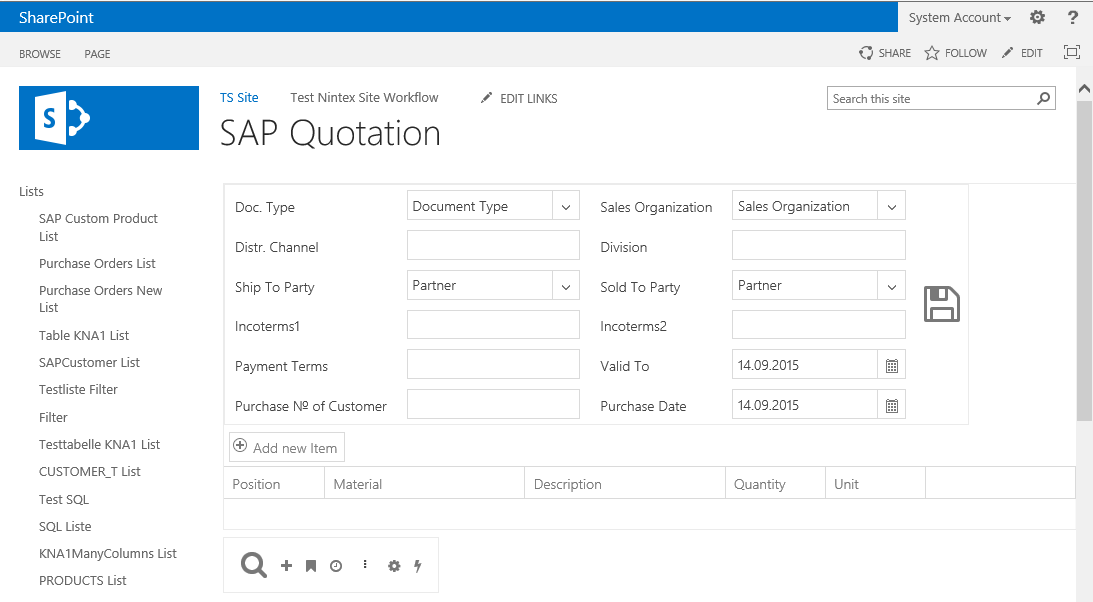 SharePoint
System Account
?
BROWSE PAGE
SHARE FOLLOW EDIT
S
TS Site Test Nintex Site Workflow EDIT LINKS
Search this site
SAP Quotation
Lists
SAP Custom Product
List
Purchase Orders List
Purchase Orders New
List
Table KNA1 List
SAPCustomer List
Testliste Filter
Filter
Testtabelle KNA1 List
CUSTOMER_T List
Test SQL
SQL Liste
KNA1ManyColumns List
PRODUCTS List
Doc. Type Document Type Sales Organization Sales Organization
Distr. Channel Division
Ship To Party Partner Sold To Party Partner
Incoterms1 Incoterms2
Payment Terms Valid To 14.09.2015
Purchase № of Customer Purchase Date 14.09.2015
Add new Item
Position Material Description Quantity Unit